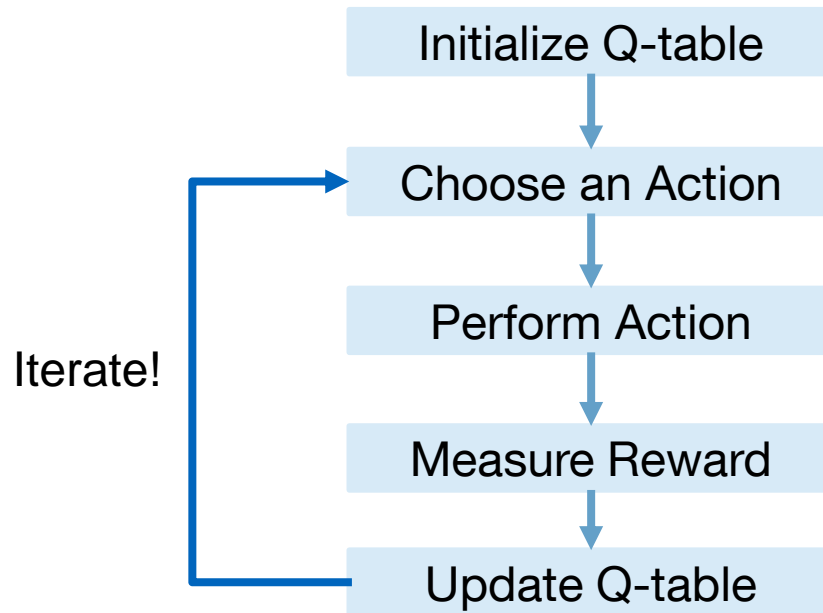 Initialize Q-table
Choose an Action
Perform Action
Iterate!
Measure Reward
Update Q-table